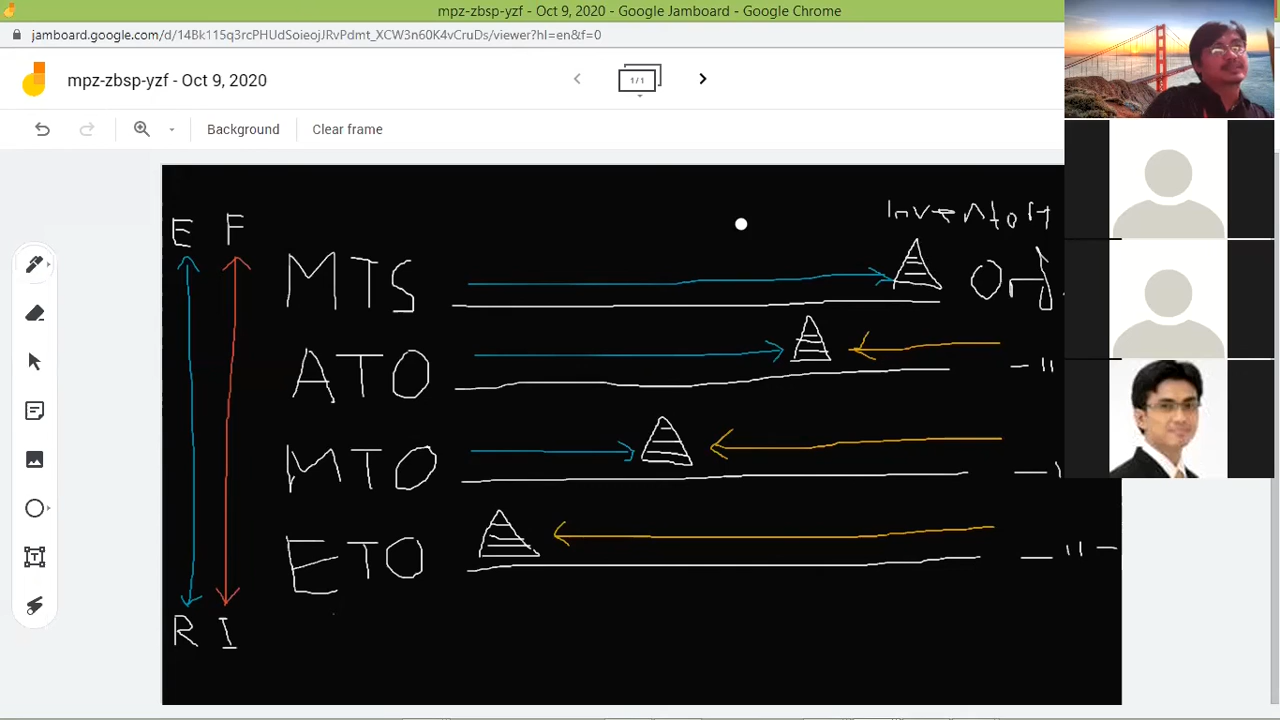 mpz-zbsp-yzf - Oct 9, 2020 - Google Jamboard - Google Chrome
jamboard.google.com/d/14Bk115q3rcPHUdSoieojJRvPdmt_XCW3n60K4vCruDs/viewer?hl=en&f=0
mpz-zbsp-yzf - Oct 9, 2020
1/1
Background Clear frame
Inventory
E F
MTS Ord
ATO - "
MTO -
ETO - " -
R I